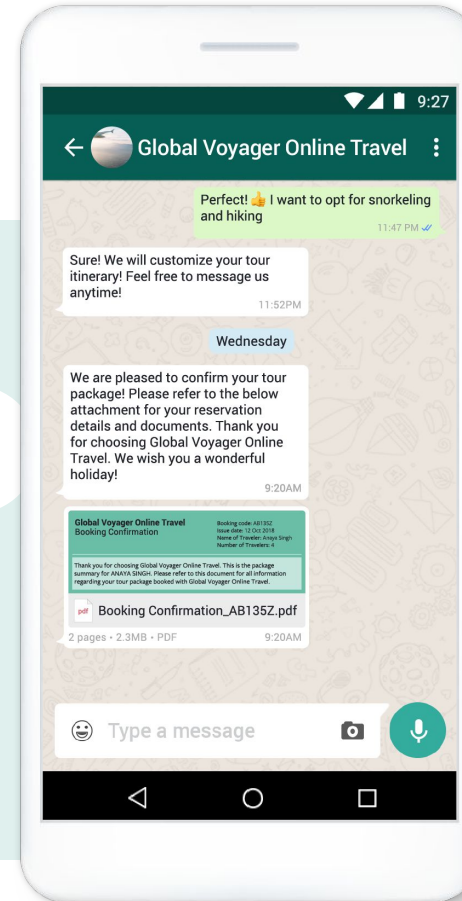 9:27
Global Voyager Online Travel
Perfect! 👍 I want to opt for snorkeling
and hiking
11:47 PM
Sure! We will customize your tour
itinerary! Feel free to message us
anytime!
11:52PM
Wednesday
We are pleased to confirm your tour
package! Please refer to the below
attachment for your reservation
details and documents. Thank you
for choosing Global Voyager Online
Travel. We wish you a wonderful
holiday!
9:20AM
Global Voyager Online Travel
Booking Confirmation
Booking code: AB135Z
Issue date: 12 Oct 2018
Name of Traveler: Anaya Singh
Number of Travelers: 4
Thank you for choosing Global Voyager Online Travel. This is the package
summary for ANAYA SINGH. Please refer to this document for all information
regarding your tour package booked with Global Voyager Online Travel.
pdf
Booking Confirmation_AB135Z.pdf
2 pages • 2.3MB • PDF
9:20AM
Type a message